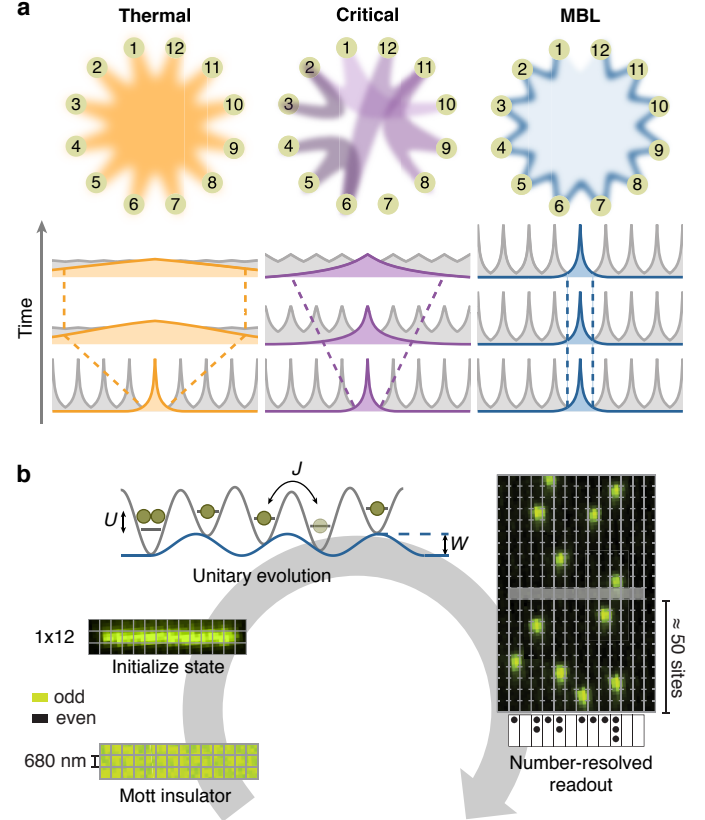 a
Thermal
Critical
MBL
1 12
2 11
3 10
4 9
5 8
6 7
1 12
2 11
3 10
4 9
5 8
6 7
1 12
2 11
3 10
4 9
5 8
6 7
Time
b
J
U
W
Unitary evolution
1x12
Initialize state
odd
even
680 nm
Mott insulator
≈ 50 sites
Number-resolved
readout